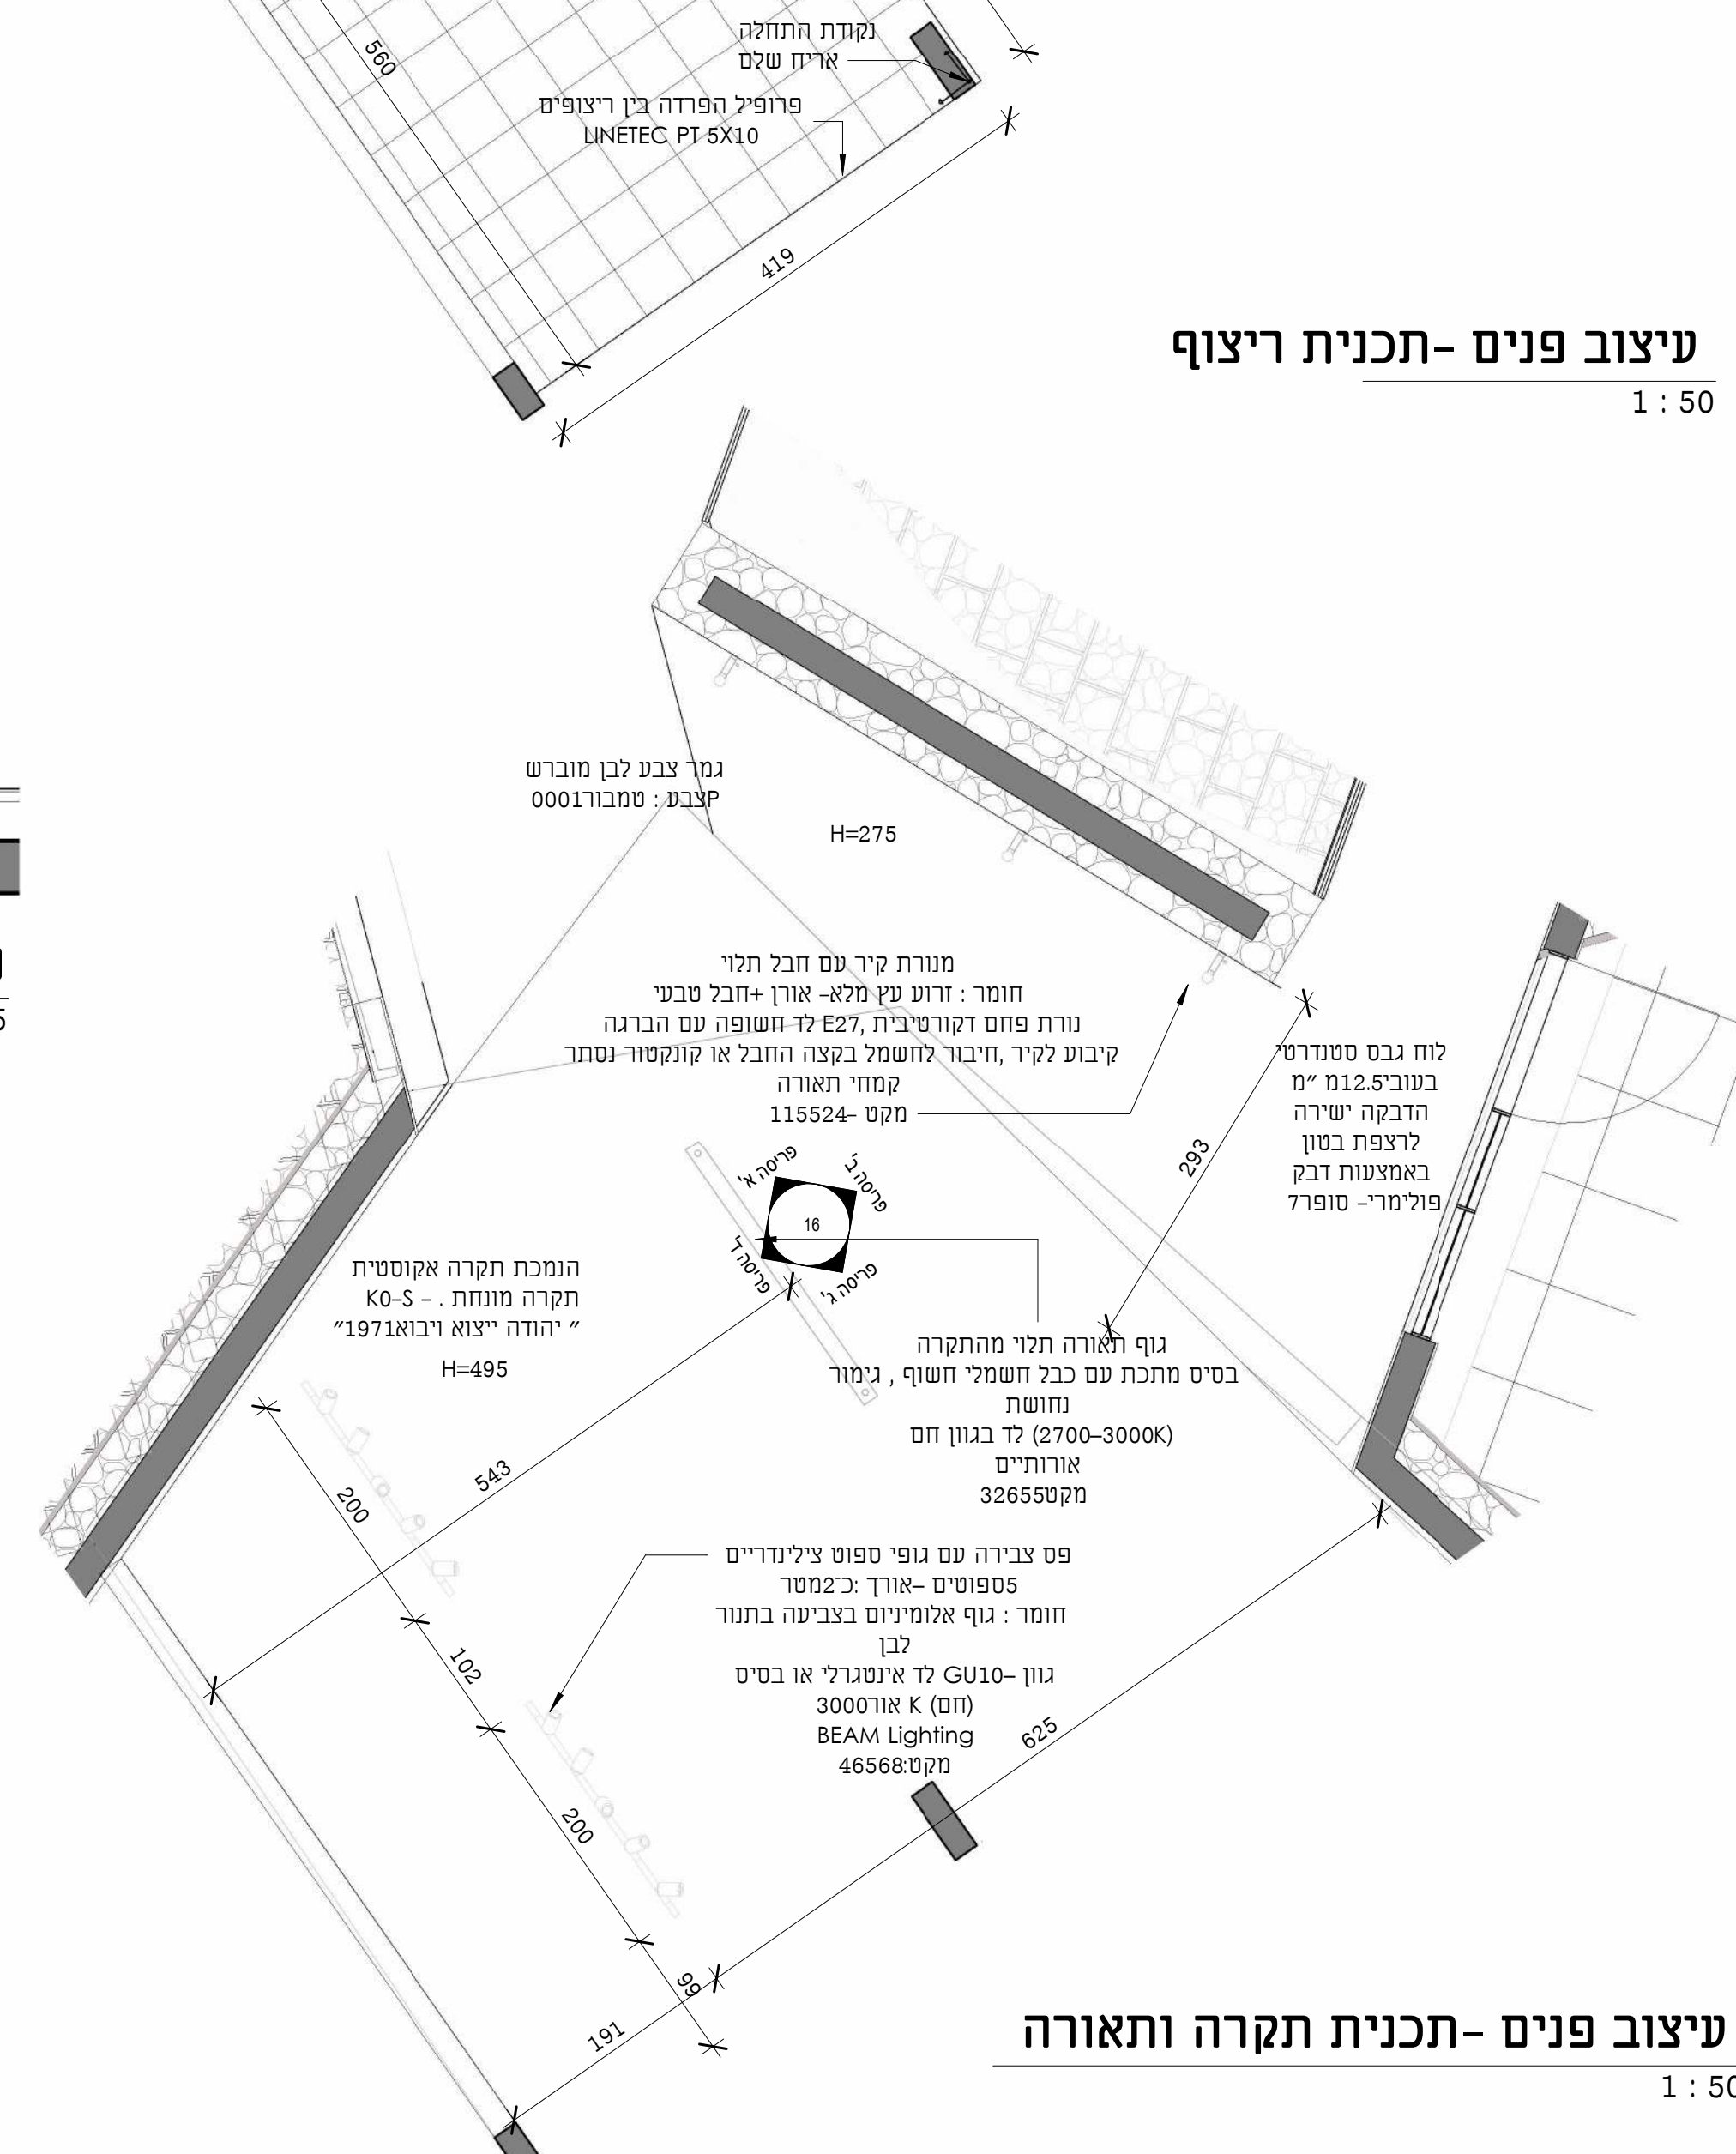 נקודת התחלה
אריח שלם
560
פרופיל הפרדה בין ריצופים
LINETEC PT 5X10
419
עיצוב פנים -תכנית ריצוף
1 : 50
גמר צבע לבן מוברש
צבע : טמבור0001P
H=275
5
מנורת קיר עם חבל תלוי
חומר : זרוע עץ מלא- אורן +חבל טבעי
נורת פחם דקורטיבית ,E27 לד חשופה עם הברגה
קיבוע לקיר ,חיבור לחשמל בקצה החבל או קונקטור נסתר
קמחי תאורה
מקט -115524
לוח גבס סטנדרטי
בעובי12.5מ "מ
הדבקה ישירה
לרצפת בטון
באמצעות דבק
פולימרי- סופר7
293
פריסה א'
פריסה ב'
16
פריסה ד'
פריסה ג'
הנמכת תקרה אקוסטית
תקרה מונחת . - K0-S
" יהודה ייצוא ויבוא1971"
H=495
גוף תאורה תלוי מהתקרה
בסיס מתכת עם כבל חשמלי חשוף , גימור
נחושת
(2700-3000K) לד בגוון חם
אורותיים
מקט32655
543
200
פס צבירה עם גופי ספוט צילינדריים
5ספוטים -אורך :כ־2מטר
חומר : גוף אלומיניום בצביעה בתנור
לבן
גוון -GU10 לד אינטגרלי או בסיס
(חם) K אור3000
BEAM Lighting
מקט:46568
102
625
200
99
191
עיצוב פנים -תכנית תקרה ותאורה
1 : 50